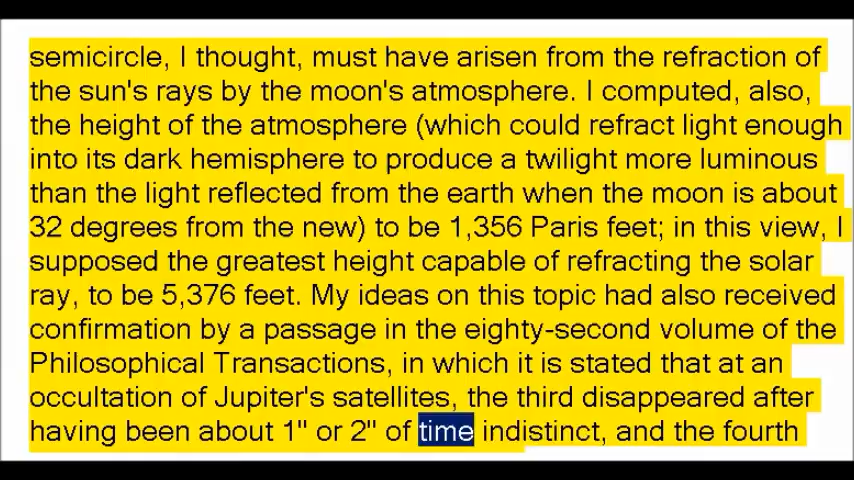 semicircle, I thought, must have arisen from the refraction of
the sun's rays by the moon's atmosphere. I computed, also,
the height of the atmosphere (which could refract light enough
into its dark hemisphere to produce a twilight more luminous
than the light reflected from the earth when the moon is about
32 degrees from the new) to be 1,356 Paris feet; in this view, I
supposed the greatest height capable of refracting the solar
ray, to be 5,376 feet. My ideas on this topic had also received
confirmation by a passage in the eighty-second volume of the
Philosophical Transactions, in which it is stated that at an
occultation of Jupiter's satellites, the third disappeared after
having been about 1" or 2" of time indistinct, and the fourth